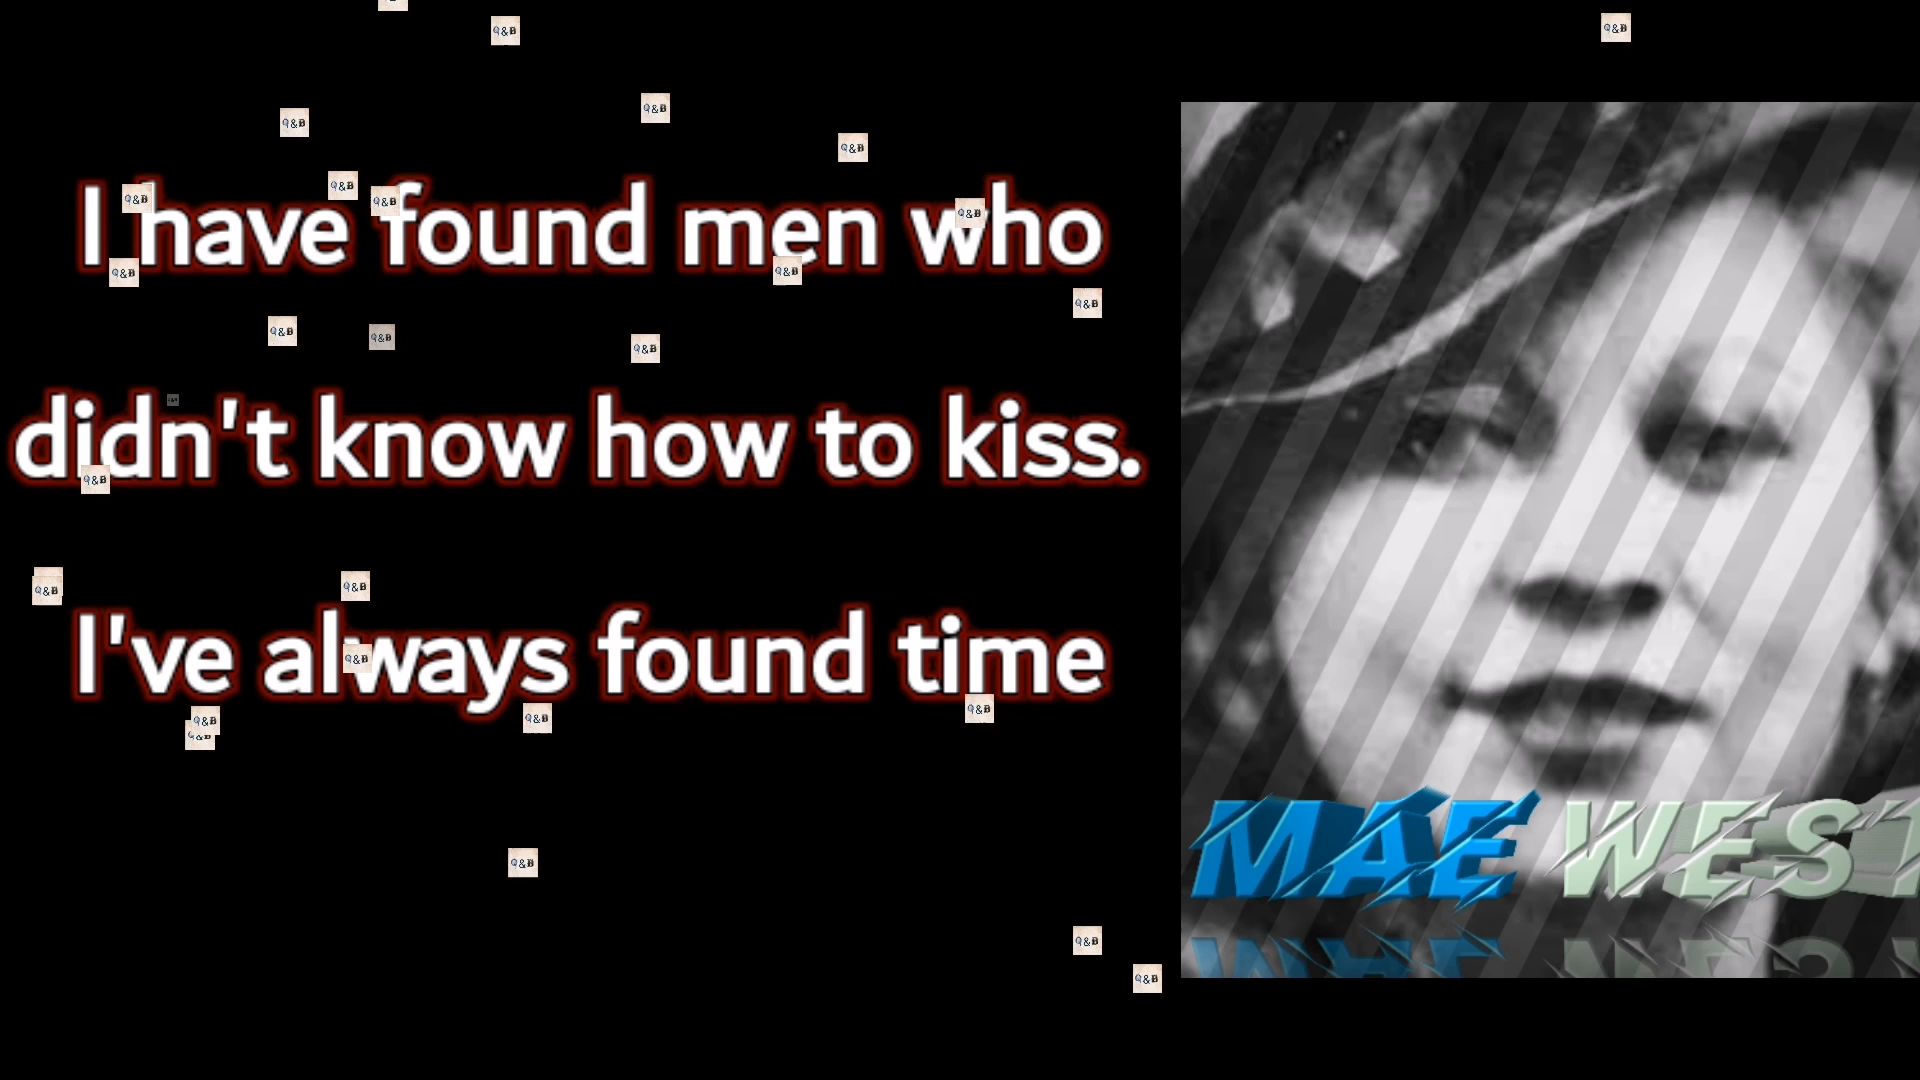 I have found men who
didn't know how to kiss.
I've always found time
MAE WEST
Q&B